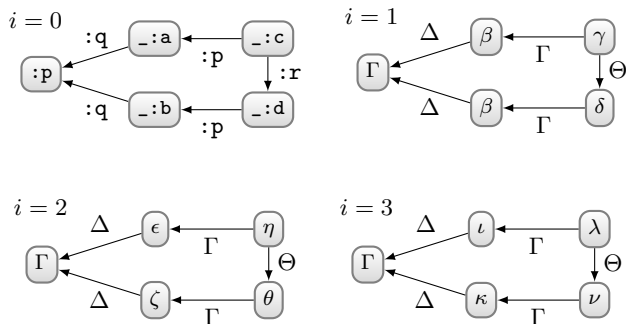 i = 0
:q _:a :p _:c
:p :r
:q _:b :p _:d
i = 1
Δ β Γ γ
Γ Θ
Δ β Γ δ
i = 2
Δ ϵ Γ η
Γ Θ
Δ ζ Γ θ
i = 3
Δ ι Γ λ
Γ Θ
Δ κ Γ ν